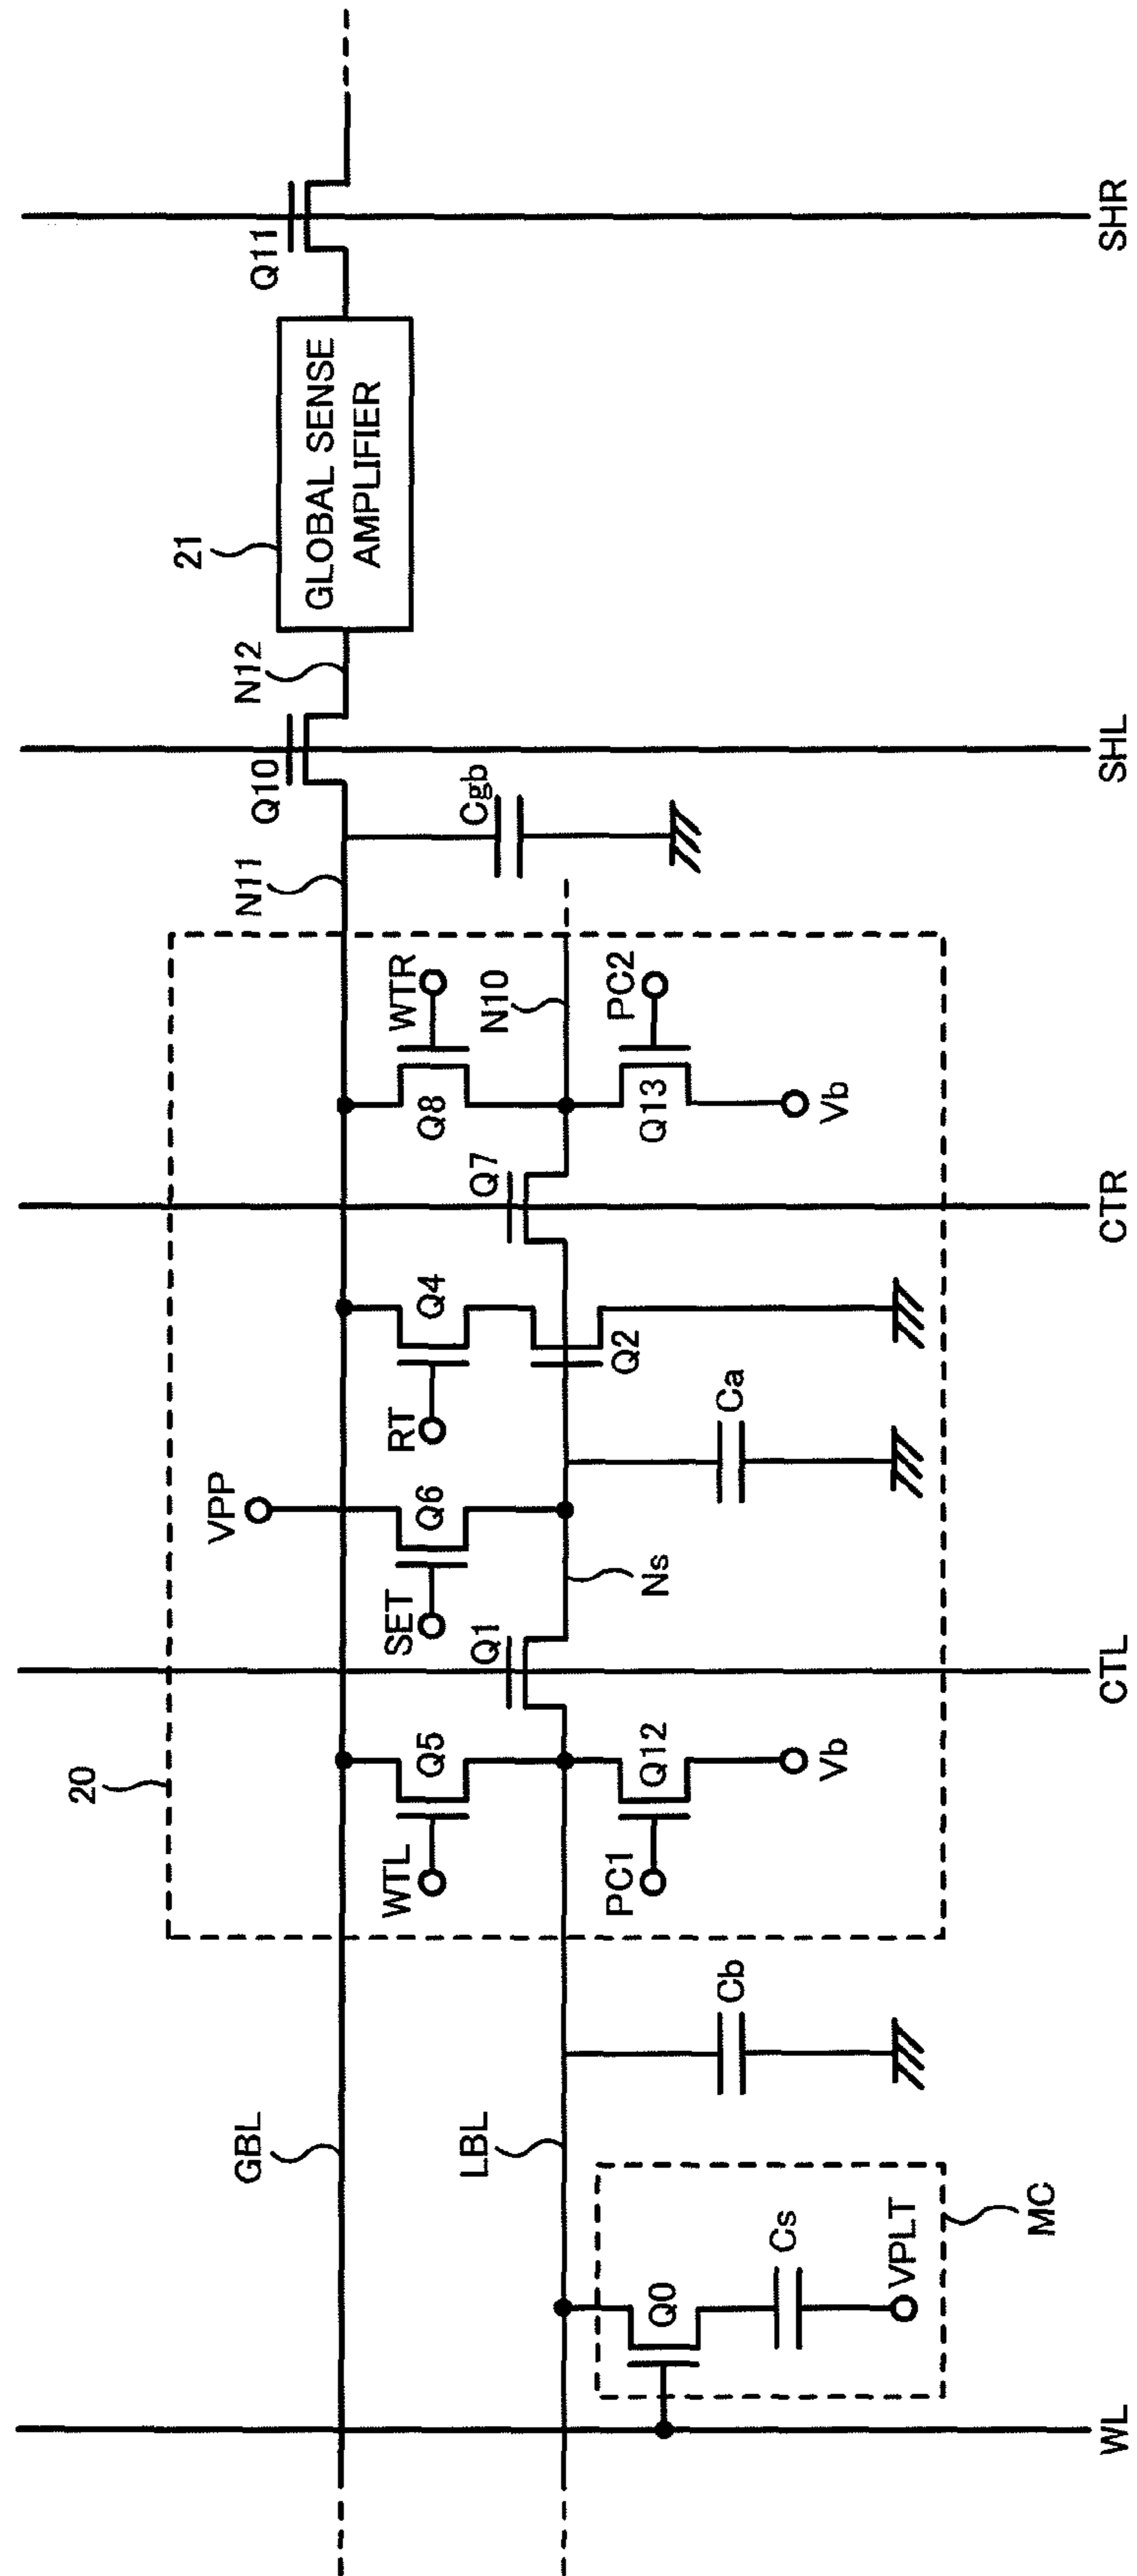 20
GBL
LBL
WL
MC
Q0
Cs
VPLT
Cb
WTL
Q5
PC1
Q12
Vb
CTL
Q1
Ns
SET
Q6
VPP
RT
Q4
Q2
Ca
CTR
Q7
WTR
Q8
N10
PC2
Q13
Vb
N11
Cgb
Q10
SHL
N12
21
GLOBAL SENSE
AMPLIFIER
Q11
SHR